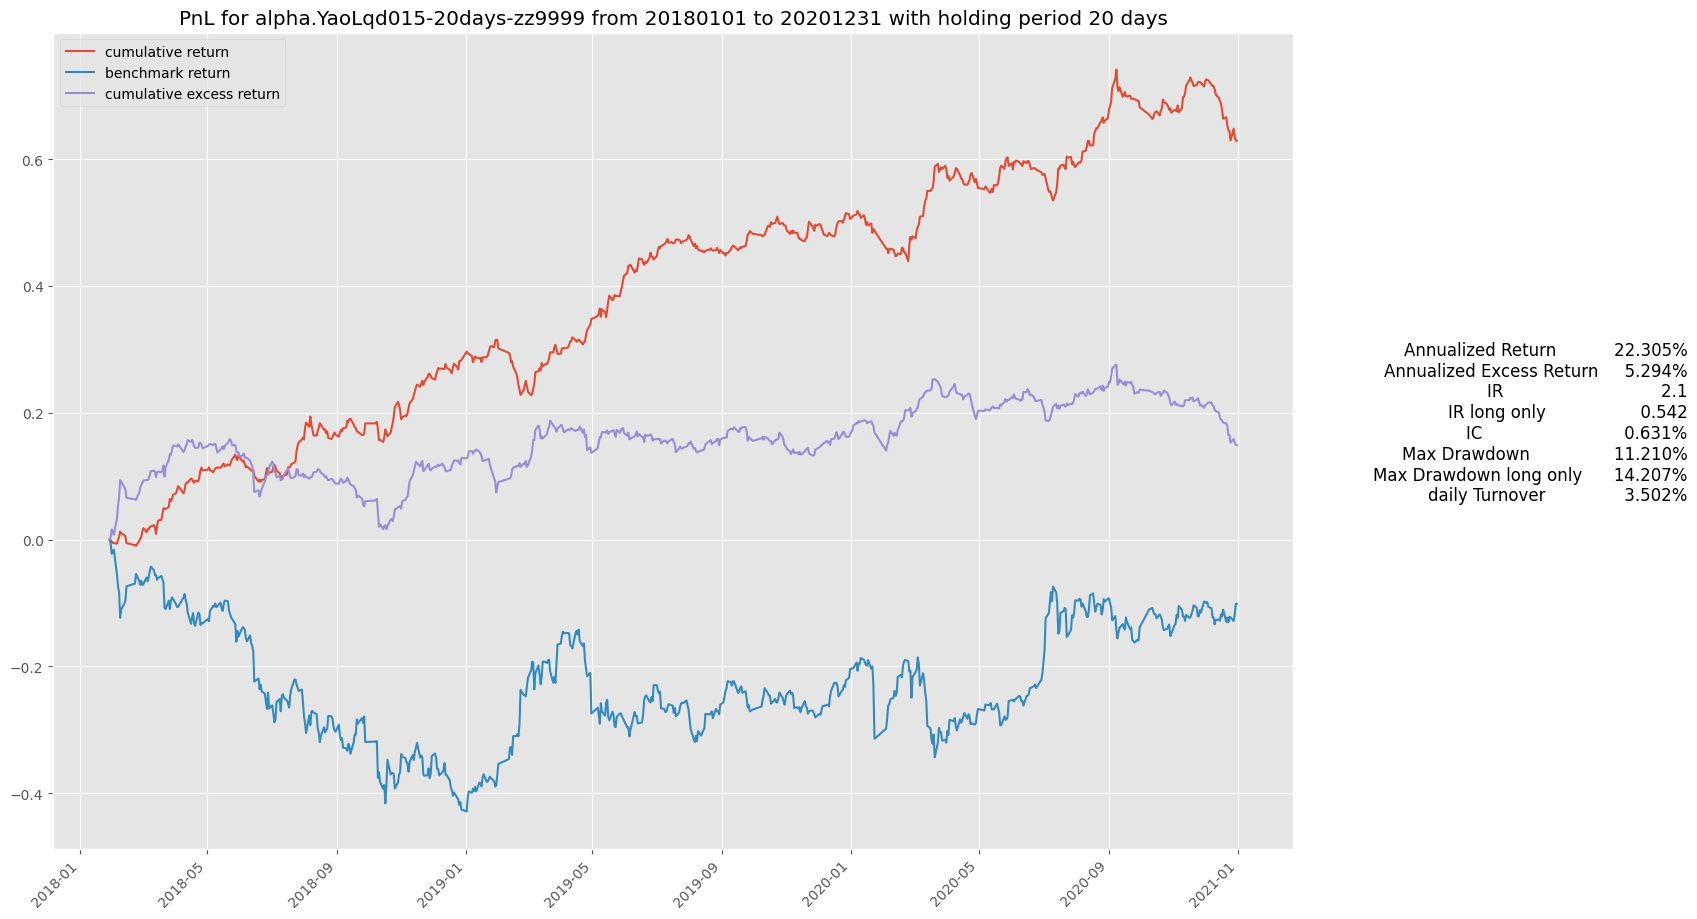 PnL for alpha.YaoLqd015-20days-zz9999 from 20180101 to 20201231 with holding period 20 days
cumulative return
benchmark return
cumulative excess return
0.6
0.4
0.2
0.0
−0.2
−0.4
2018-01
2018-05
2018-09
2019-01
2019-05
2019-09
2020-01
2020-05
2020-09
2021-01
Annualized Return 22.305%
Annualized Excess Return 5.294%
IR 2.1
IR long only 0.542
IC 0.631%
Max Drawdown 11.210%
Max Drawdown long only 14.207%
daily Turnover 3.502%